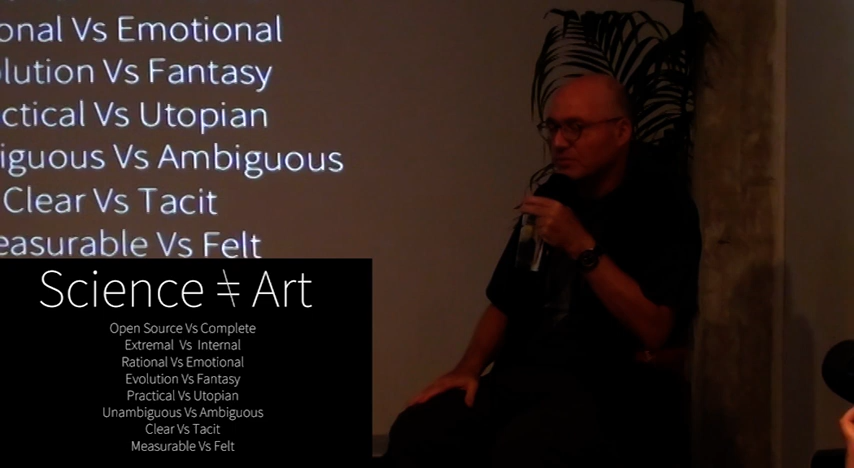 onal Vs Emotional
olution Vs Fantasy
ctical Vs Utopian
iguous Vs Ambiguous
Clear Vs Tacit
easurable Vs Felt
Science ≠ Art
Open Source Vs Complete
Extremal Vs Internal
Rational Vs Emotional
Evolution Vs Fantasy
Practical Vs Utopian
Unambiguous Vs Ambiguous
Clear Vs Tacit
Measurable Vs Felt